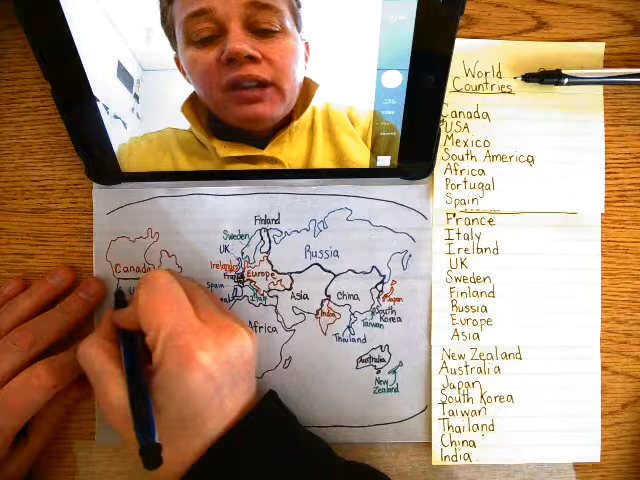 World
Countries
Canada
USA
Mexico
South America
Africa
Portugal
Spain
France
Italy
Ireland
UK
Sweden
Finland
Russia
Europe
Asia
New Zealand
Australia
Japan
South Korea
Taiwan
Thailand
China
India
Finland
Sweden
UK
Russia
Ireland
Europe
Canada
Spain
Italy
Asia
China
Japan
India
South
Korea
Taiwan
Thailand
Africa
Australia
New
Zealand